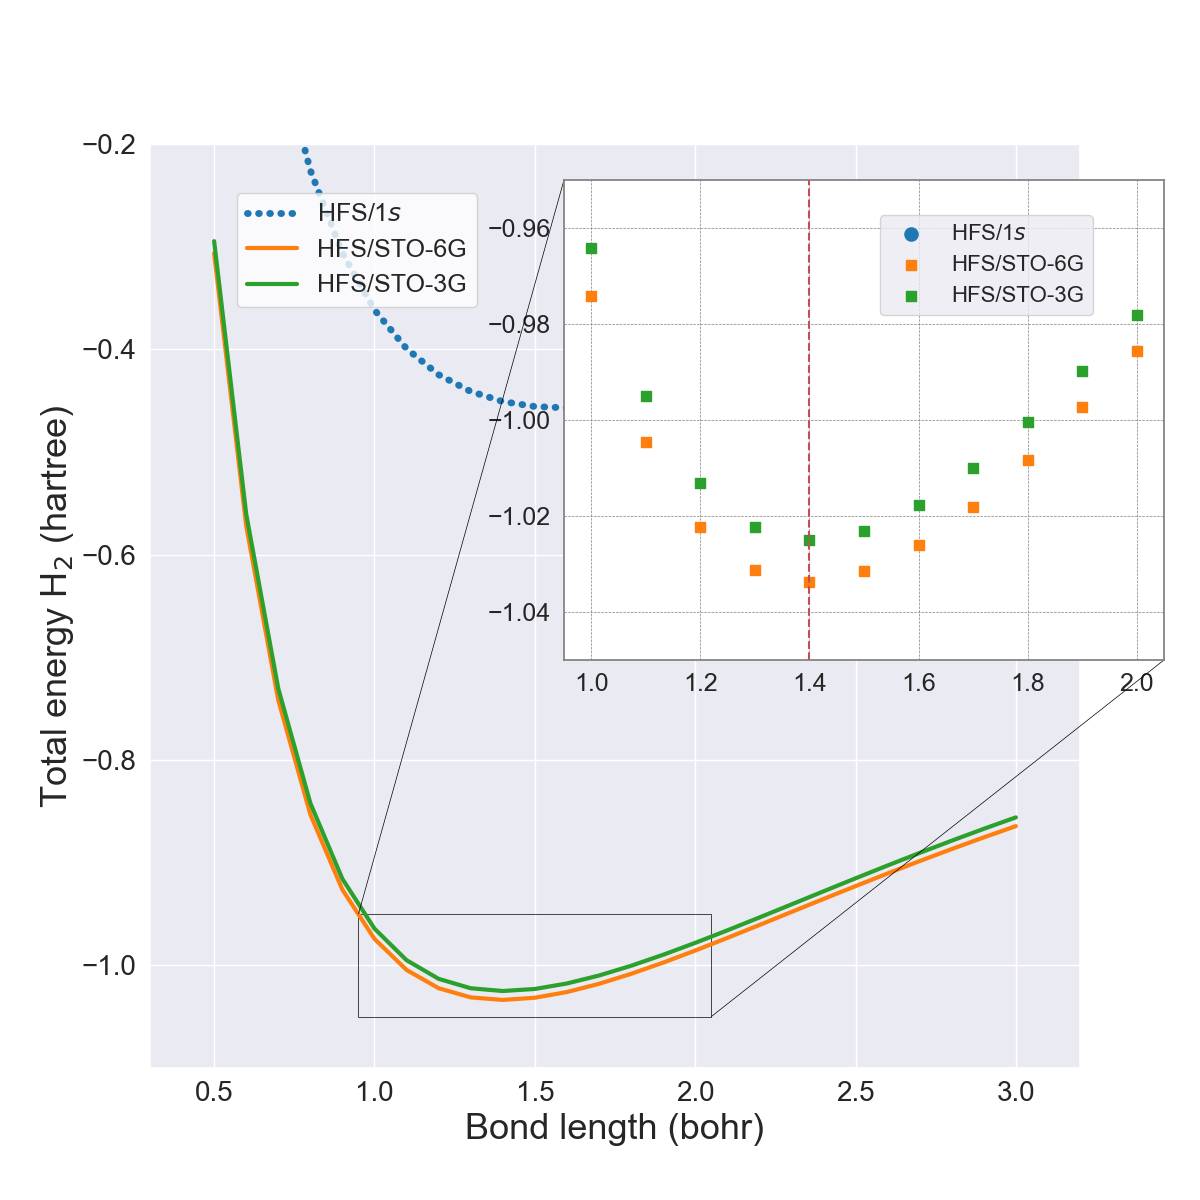 −0.2
HFS/1s
HFS/STO-6G
HFS/STO-3G
−0.4
−0.6
−0.8
−1.0
Total energy H₂ (hartree)
0.5 1.0 1.5 2.0 2.5 3.0
Bond length (bohr)
−0.96
−0.98
−1.00
−1.02
−1.04
HFS/1s
HFS/STO-6G
HFS/STO-3G
1.0 1.2 1.4 1.6 1.8 2.0